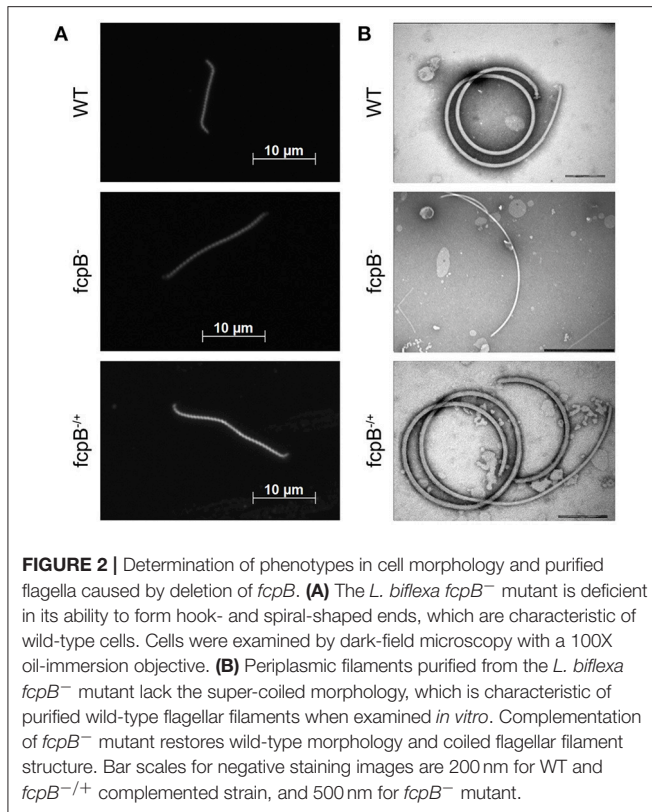 A
B
WT
10 µm
fcpB-
10 µm
fcpB-/+
10 µm
FIGURE 2 | Determination of phenotypes in cell morphology and purified
flagella caused by deletion of fcpB. (A) The L. biflexa fcpB− mutant is deficient
in its ability to form hook- and spiral-shaped ends, which are characteristic of
wild-type cells. Cells were examined by dark-field microscopy with a 100X
oil-immersion objective. (B) Periplasmic filaments purified from the L. biflexa
fcpB− mutant lack the super-coiled morphology, which is characteristic of
purified wild-type flagellar filaments when examined in vitro. Complementation
of fcpB− mutant restores wild-type morphology and coiled flagellar filament
structure. Bar scales for negative staining images are 200 nm for WT and
fcpB−/+ complemented strain, and 500 nm for fcpB− mutant.
WT
fcpB-
fcpB-/+